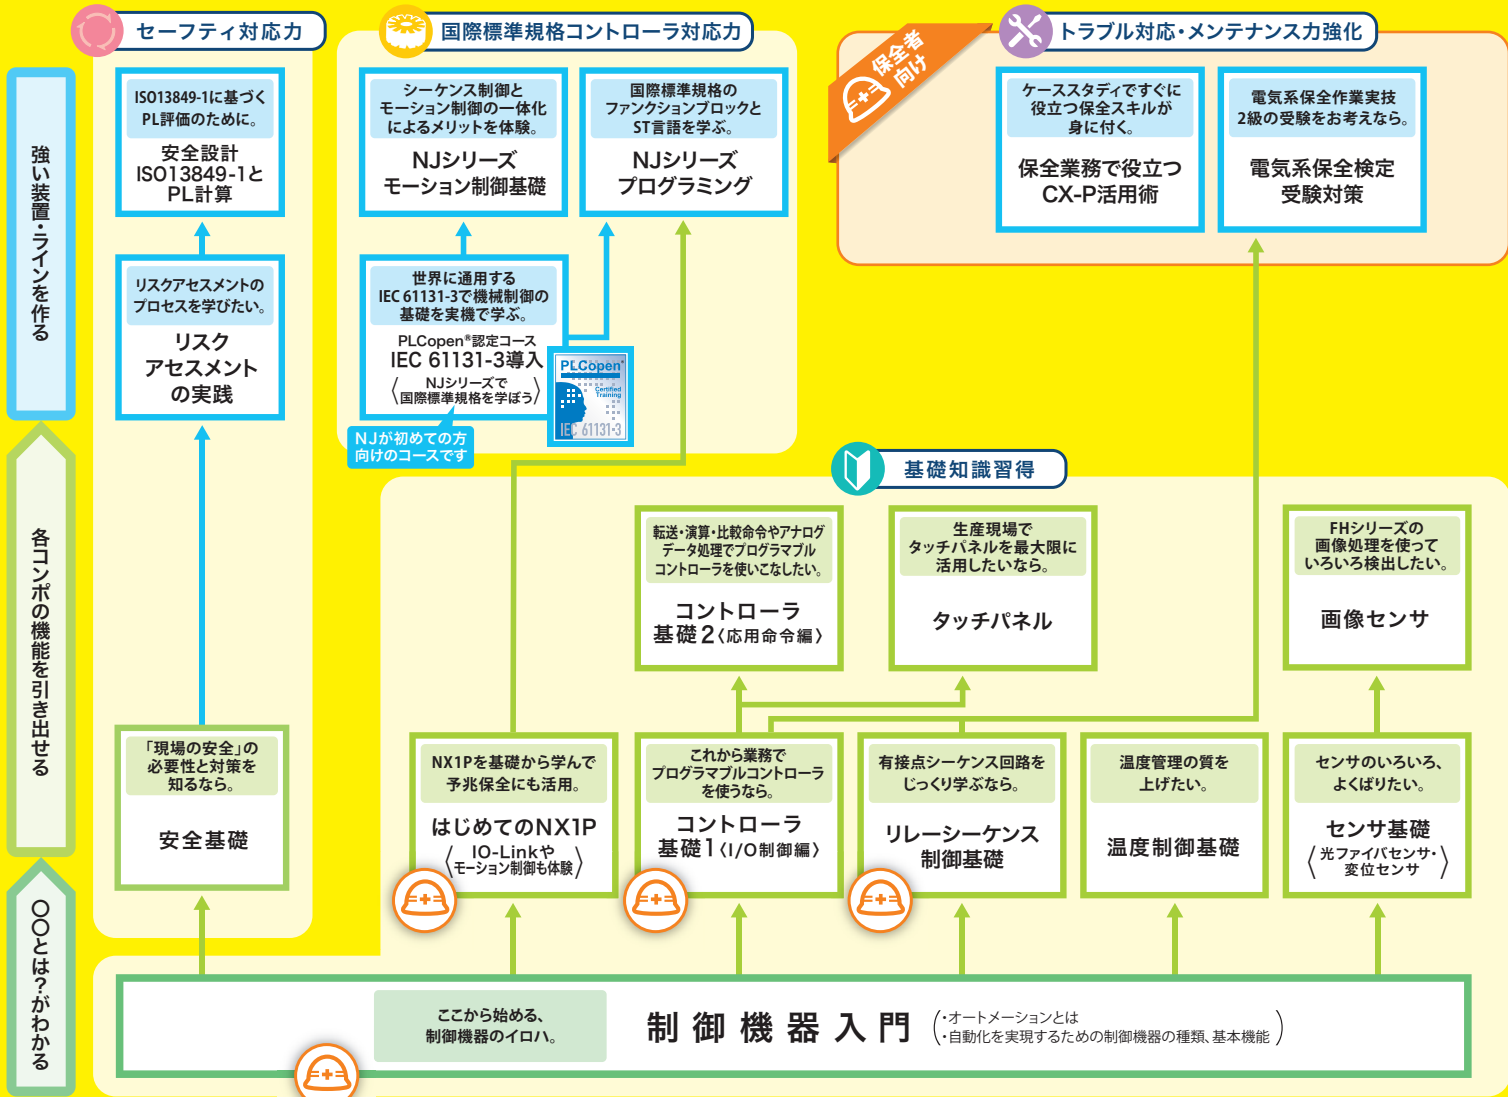 セーフティ対応力
国際標準規格コントローラ対応力
保全者
向け
トラブル対応・メンテナンス力強化
強い装置・ラインを作る
ISO13849-1に基づく
PL評価のために。
安全設計
ISO13849-1と
PL計算
シーケンス制御と
モーション制御の一体化
によるメリットを体験。
NJシリーズ
モーション制御基礎
国際標準規格の
ファンクションブロックと
ST言語を学ぶ。
NJシリーズ
プログラミング
ケーススタディですぐに
役立つ保全スキルが
身に付く。
保全業務で役立つ
CX-P活用術
電気系保全作業実技
2級の受験をお考えなら。
電気系保全検定
受験対策
リスクアセスメントの
プロセスを学びたい。
リスク
アセスメント
の実践
世界に通用する
IEC 61131-3で機械制御の
基礎を実機で学ぶ。
PLCopen®認定コース
IEC 61131-3導入
〈NJシリーズで
国際標準規格を学ぼう〉
PLCopen®
Certified
Training
IEC 61131-3
NJが初めての方
向けのコースです
各コンポの機能を引き出せる
基礎知識習得
転送・演算・比較命令やアナログ
データ処理でプログラマブル
コントローラを使いこなしたい。
コントローラ
基礎2〈応用命令編〉
生産現場で
タッチパネルを最大限に
活用したいなら。
タッチパネル
FHシリーズの
画像処理を使って
いろいろ検出したい。
画像センサ
「現場の安全」の
必要性と対策を
知るなら。
安全基礎
NX1Pを基礎から学んで
予兆保全にも活用。
はじめてのNX1P
〈IO-Linkや
モーション制御も体験〉
これから業務で
プログラマブルコントローラ
を使うなら。
コントローラ
基礎1〈I/O制御編〉
有接点シーケンス回路を
じっくり学ぶなら。
リレーシーケンス
制御基礎
温度管理の質を
上げたい。
温度制御基礎
センサのいろいろ、
よくばりたい。
センサ基礎
〈光ファイバセンサ・
変位センサ〉
〇〇とは?がわかる
ここから始める、
制御機器のイロハ。
制御機器入門
(・オートメーションとは
・自動化を実現するための制御機器の種類、基本機能)